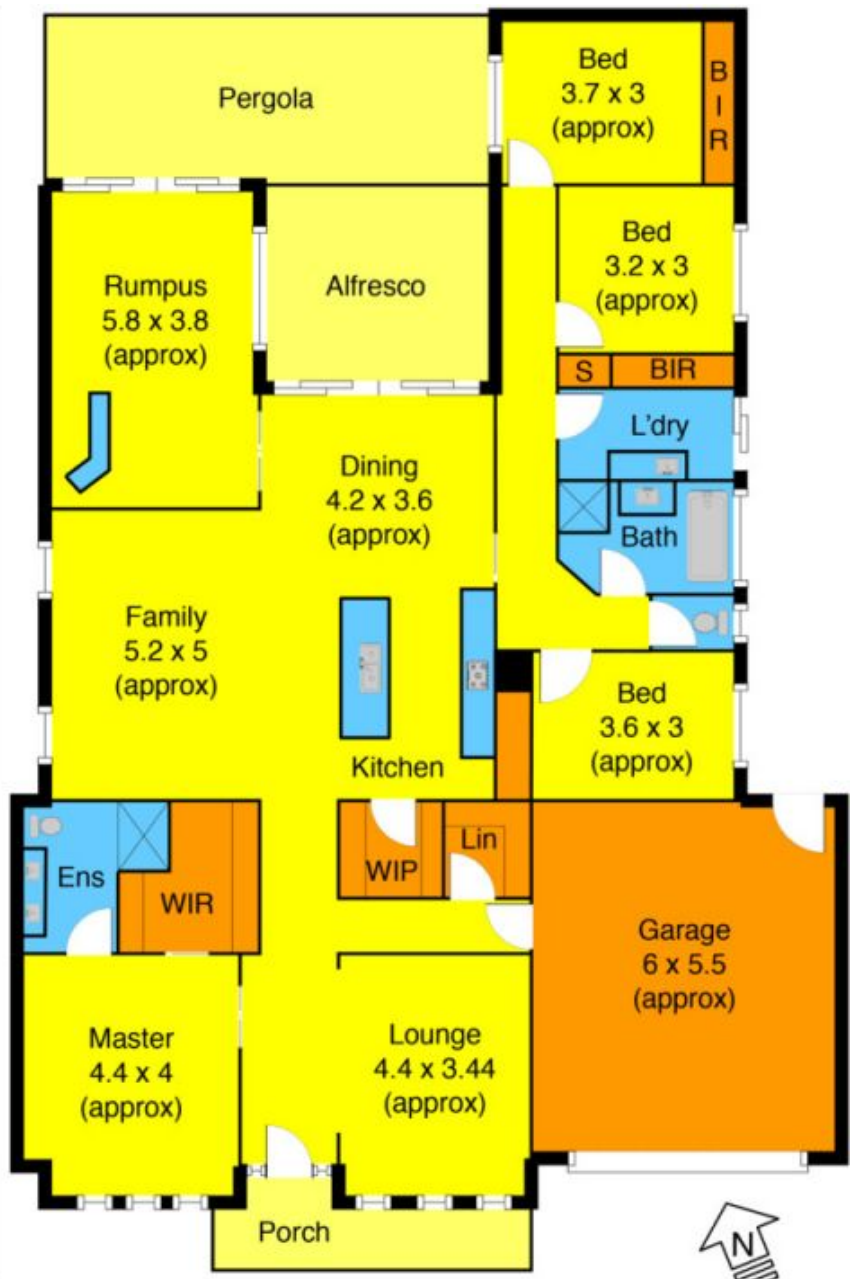 Pergola
Bed
3.7 x 3
(approx)
B
I
R
Rumpus
5.8 x 3.8
(approx)
Alfresco
Bed
3.2 x 3
(approx)
S
BIR
L'dry
Dining
4.2 x 3.6
(approx)
Bath
Family
5.2 x 5
(approx)
Kitchen
Bed
3.6 x 3
(approx)
Ens
WIR
WIP
Lin
Garage
6 x 5.5
(approx)
Master
4.4 x 4
(approx)
Lounge
4.4 x 3.44
(approx)
Porch
N